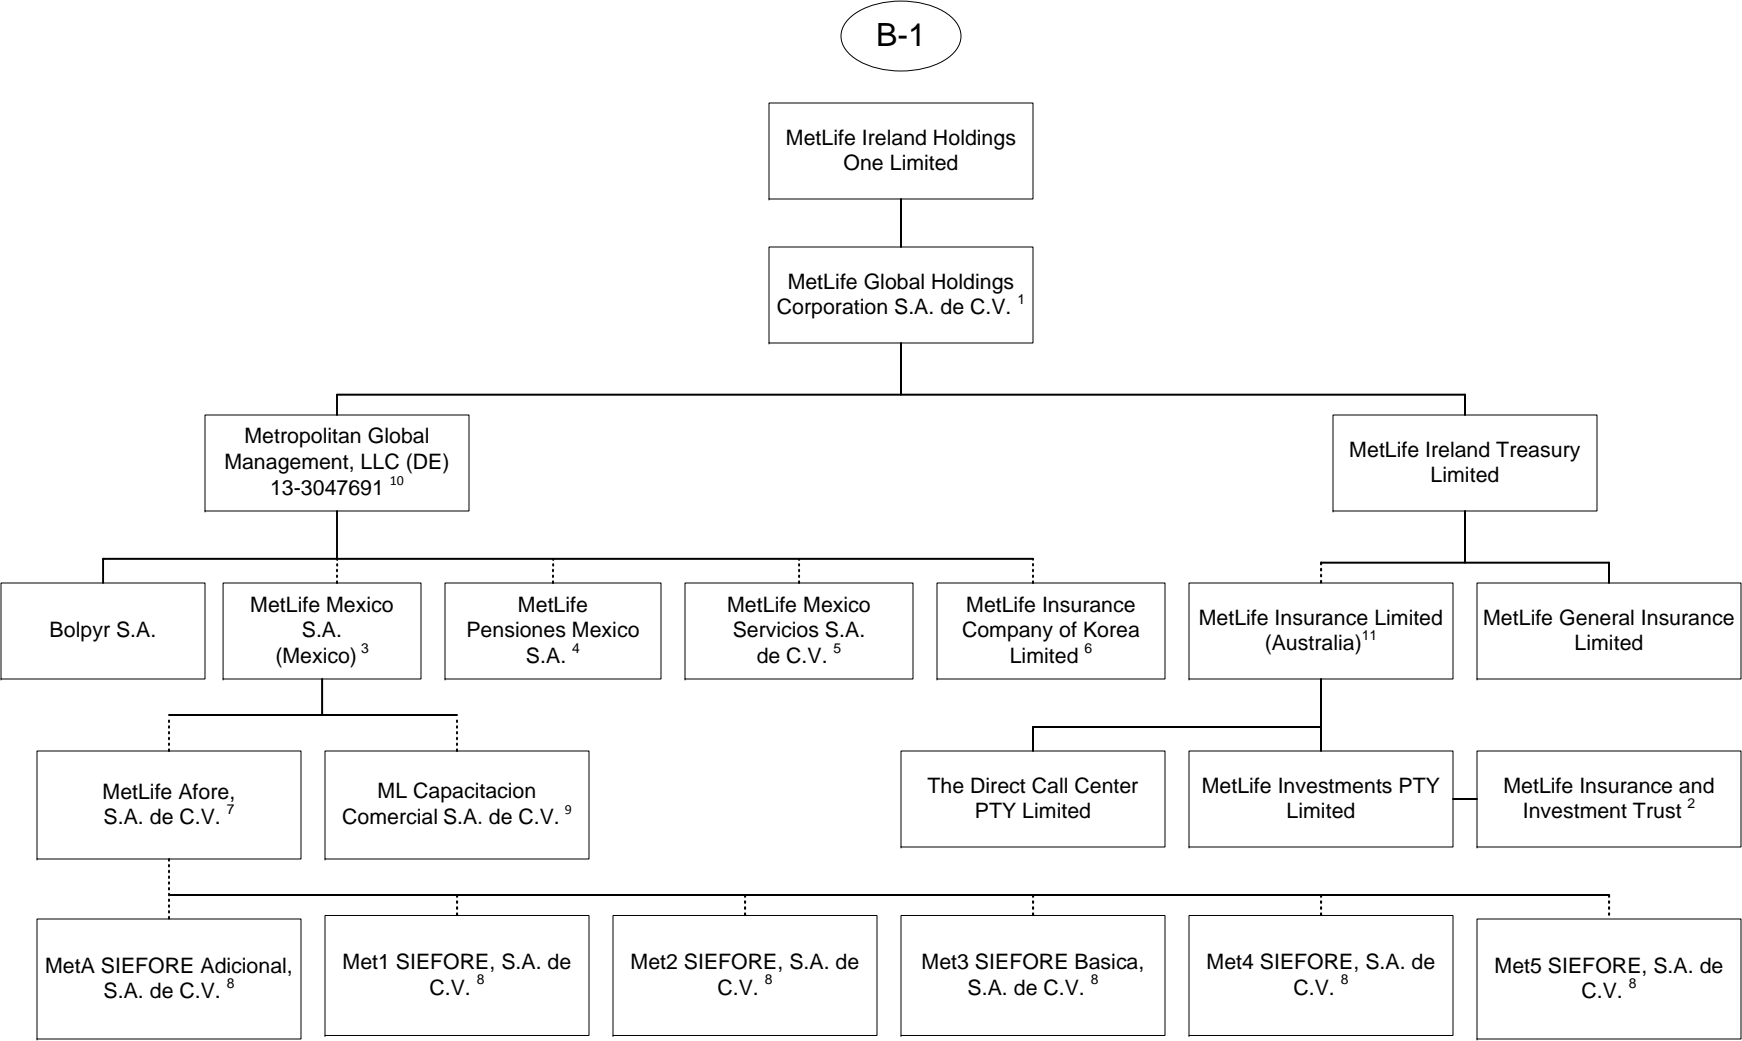 B-1
MetLife Ireland Holdings
One Limited
MetLife Global Holdings
Corporation S.A. de C.V. 1
Metropolitan Global
Management, LLC (DE)
13-3047691 10
MetLife Ireland Treasury
Limited
Bolpyr S.A.
MetLife Mexico
S.A.
(Mexico) 3
MetLife
Pensiones Mexico
S.A. 4
MetLife Mexico
Servicios S.A.
de C.V. 5
MetLife Insurance
Company of Korea
Limited 6
MetLife Insurance Limited
(Australia)11
MetLife General Insurance
Limited
MetLife Afore,
S.A. de C.V. 7
ML Capacitacion
Comercial S.A. de C.V. 9
The Direct Call Center
PTY Limited
MetLife Investments PTY
Limited
MetLife Insurance and
Investment Trust 2
MetA SIEFORE Adicional,
S.A. de C.V. 8
Met1 SIEFORE, S.A. de
C.V. 8
Met2 SIEFORE, S.A. de
C.V. 8
Met3 SIEFORE Basica,
S.A. de C.V. 8
Met4 SIEFORE, S.A. de
C.V. 8
Met5 SIEFORE, S.A. de
C.V. 8